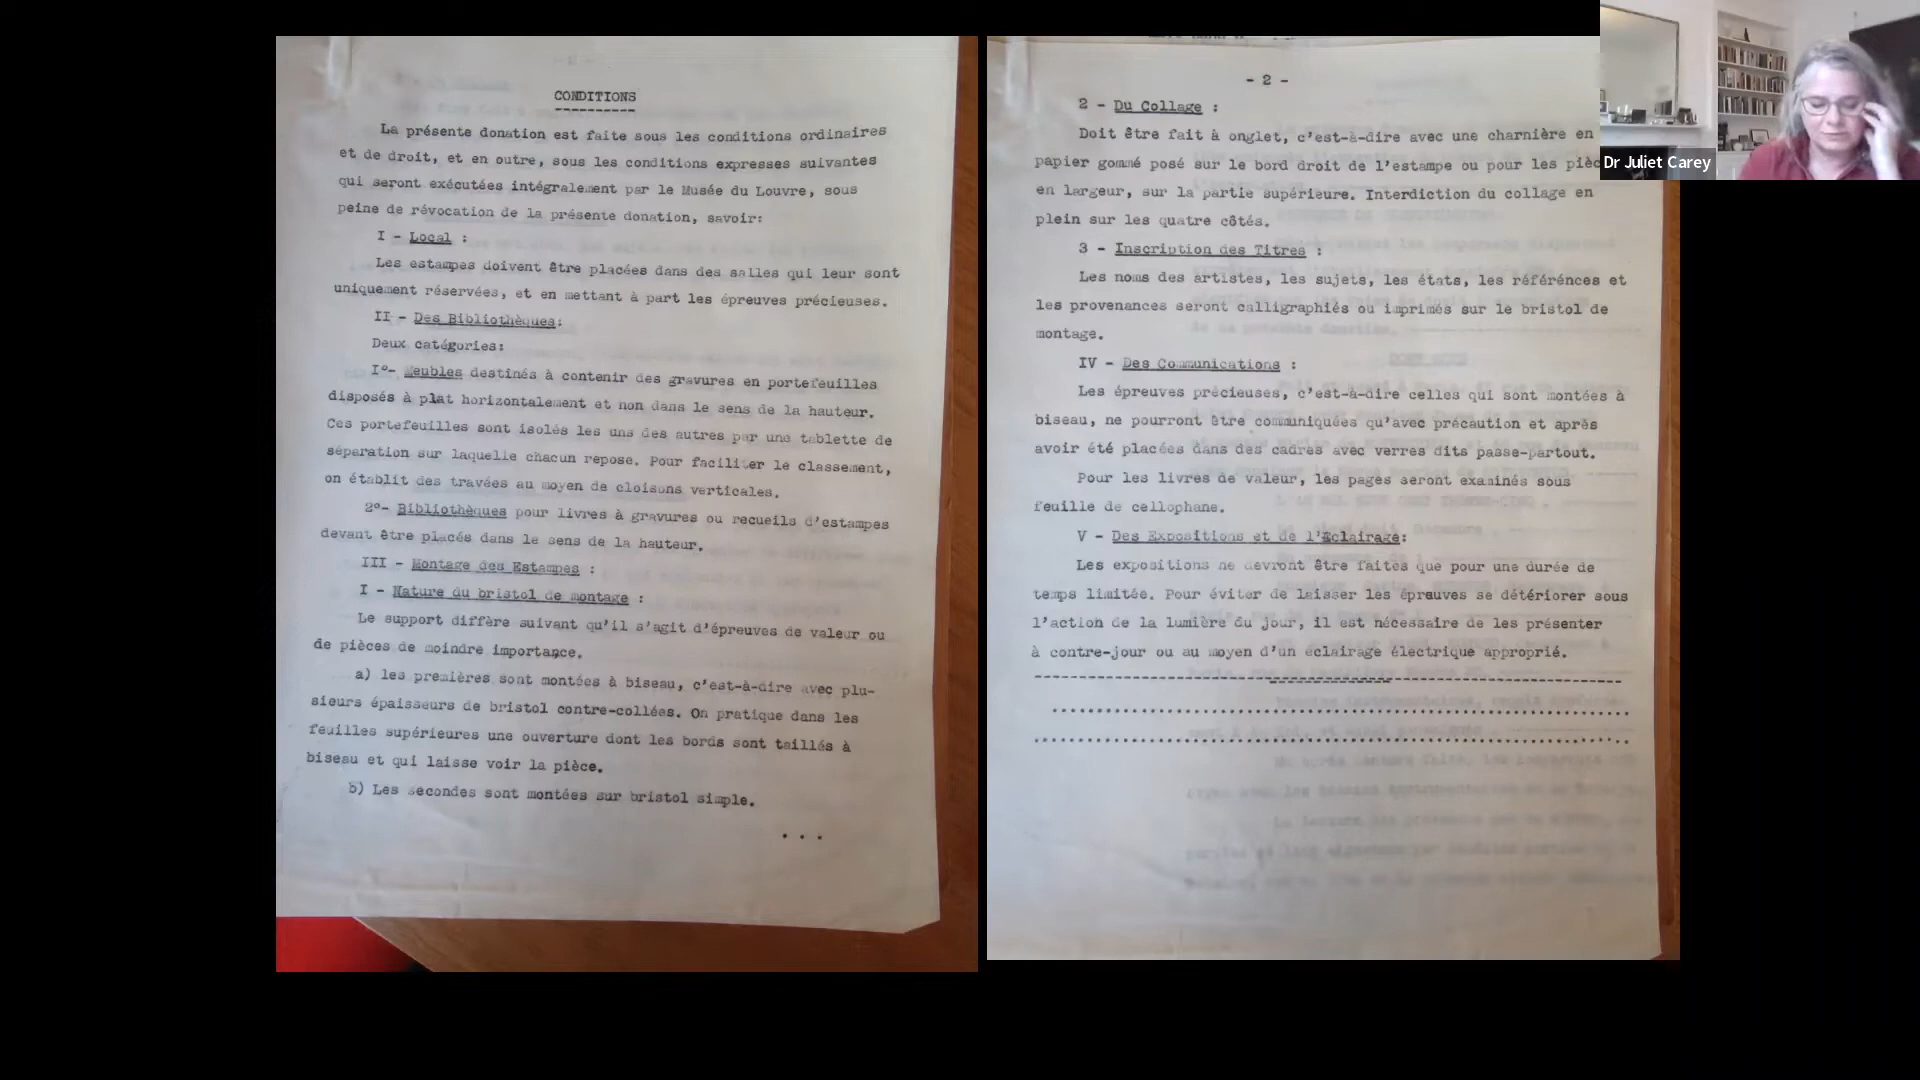 CONDITIONS
La présente donation est faite sous les conditions ordinaires
et de droit, et en outre, sous les conditions expresses suivantes
qui seront exécutées intégralement par le Musée du Louvre, sous
peine de révocation de la présente donation, savoir:
I - Local :
Les estampes doivent être placées dans des salles qui leur sont
uniquement réservées, et en mettant à part les épreuves précieuses.
II - Des Bibliothèques:
Deux catégories:
I°- Meubles destinés à contenir des gravures en portefeuilles
disposés à plat horizontalement et non dans le sens de la hauteur.
Ces portefeuilles sont isolés les uns des autres par une tablette de
séparation sur laquelle chacun repose. Pour faciliter le classement,
on établit des travées au moyen de cloisons verticales.
2°- Bibliothèques pour livres à gravures ou recueils d'estampes
devant être placés dans le sens de la hauteur.
III - Montage des Estampes :
I - Nature du bristol de montage :
Le support diffère suivant qu'il s'agit d'épreuves de valeur ou
de pièces de moindre importance.
a) les premières sont montées à biseau, c'est-à-dire avec plu-
sieurs épaisseurs de bristol contre-collées. On pratique dans les
feuilles supérieures une ouverture dont les bords sont taillés à
biseau et qui laisse voir la pièce.
b) Les secondes sont montées sur bristol simple.
...
- 2 -
2 - Du Collage :
Doit être fait à onglet, c'est-à-dire avec une charnière en
papier gommé posé sur le bord droit de l'estampe ou pour les pièc
en largeur, sur la partie supérieure. Interdiction du collage en
plein sur les quatre côtés.
3 - Inscription des Titres :
Les noms des artistes, les sujets, les états, les référénces et
les provenances seront calligraphiés ou imprimés sur le bristol de
montage.
IV - Des Communications :
Les épreuves précieuses, c'est-à-dire celles qui sont montées à
biseau, ne pourront être communiquées qu'avec précaution et après
avoir été placées dans des cadres avec verres dits passe-partout.
Pour les livres de valeur, les pages seront examinés sous
feuille de cellophane.
V - Des Expositions et de l'Eclairage:
Les expositions ne devront être faites que pour une durée de
temps limitée. Pour éviter de laisser les épreuves se détériorer sous
l'action de la lumière du jour, il est nécessaire de les présenter
à contre-jour ou au moyen d'un éclairage électrique approprié.
Dr Juliet Carey